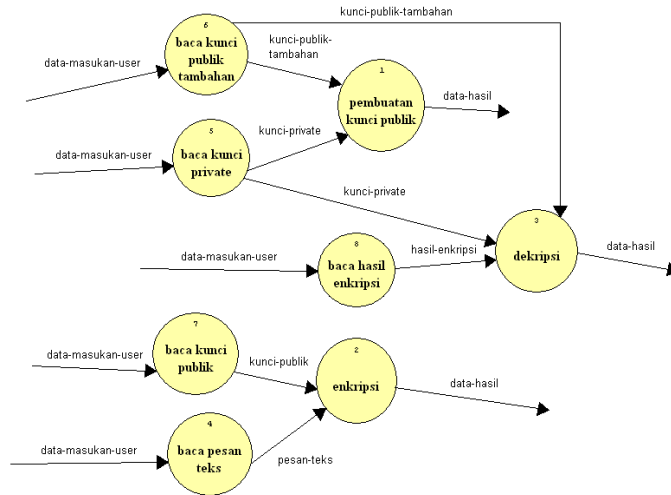 kunci-publik-tambahan
6
baca kunci
publik
tambahan
kunci-publik-
tambahan
data-masukan-user
1
pembuatan
kunci publik
data-hasil
5
baca kunci
private
kunci-private
data-masukan-user
kunci-private
3
dekripsi
data-hasil
8
baca hasil
enkripsi
hasil-enkripsi
data-masukan-user
7
baca kunci
publik
data-masukan-user
kunci-publik
2
enkripsi
data-hasil
4
baca pesan
teks
data-masukan-user
pesan-teks